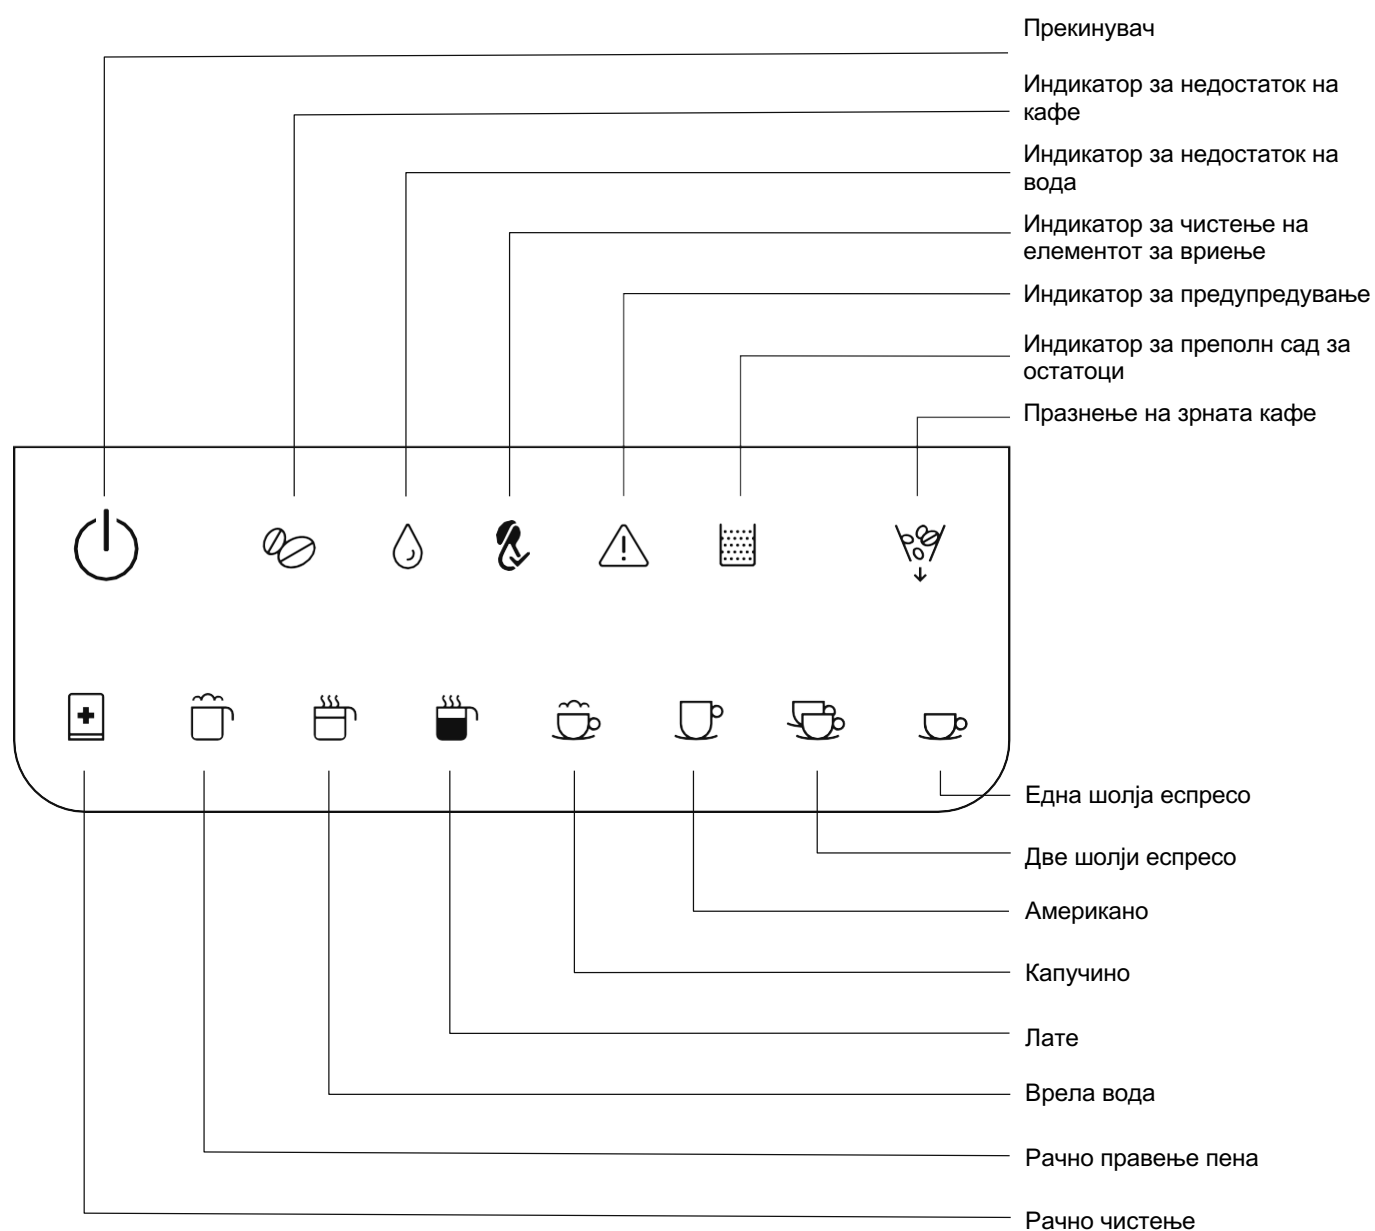 Прекинувач
Индикатор за недостаток на
кафе
Индикатор за недостаток на
вода
Индикатор за чистење на
елементот за вриење
Индикатор за предупредување
Индикатор за преполн сад за
остатоци
Празнење на зрната кафе
Една шолја еспресо
Две шолји еспресо
Американо
Капучино
Лате
Врела вода
Рачно правење пена
Рачно чистење